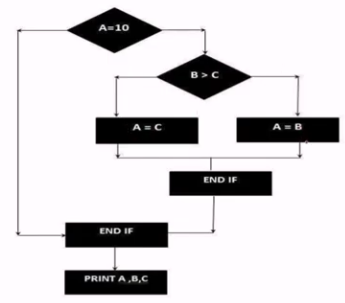 A=10
B > C
A = C
A = B
END IF
END IF
PRINT A ,B,C